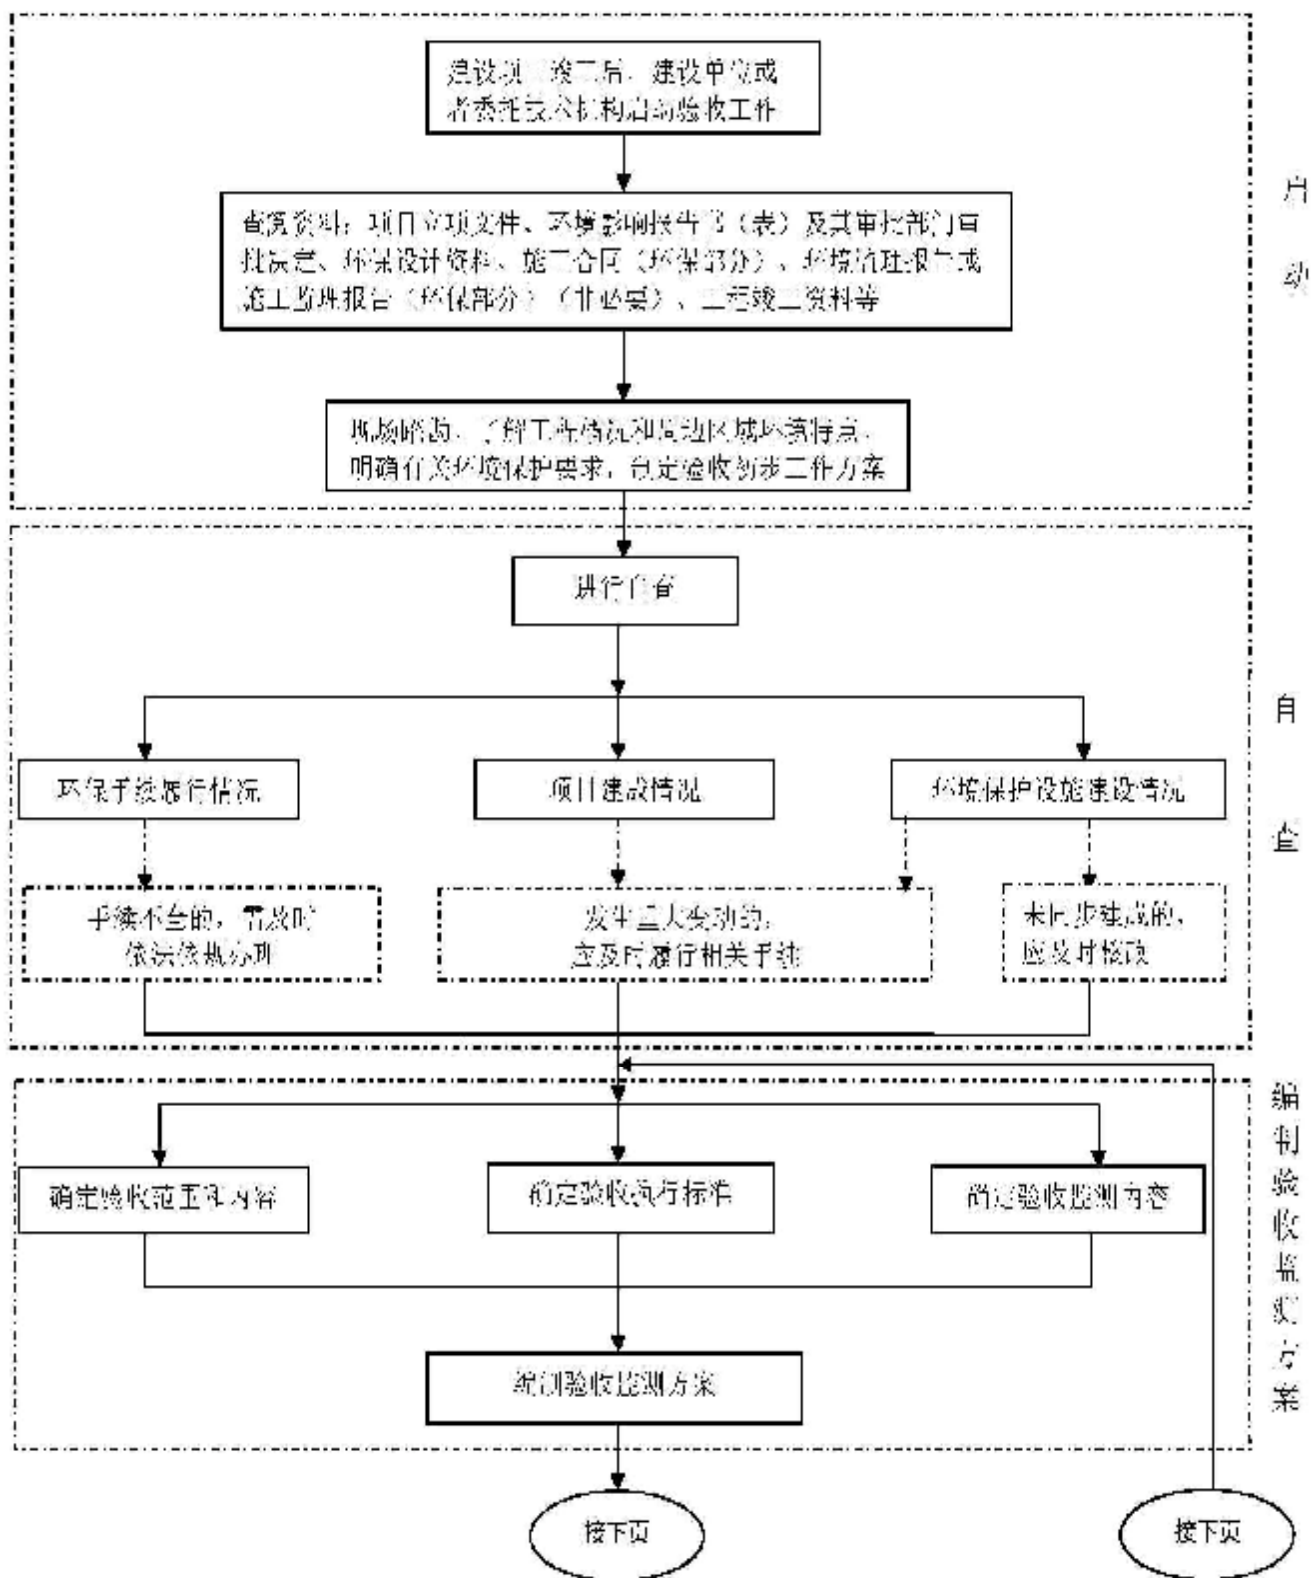 建设项目竣工后，建设单位或
者委托技术机构启动验收工作
启动
查阅资料：项目立项文件、环境影响报告书（表）及其审批部门审
批决定、环保设计资料、施工合同（环保部分）、环境监理报告或
施工监理报告（环保部分）（非必要）、工程竣工资料等
现场踏勘，了解工程情况和周边区域环境特点，
明确有关环境保护要求，制定验收初步工作方案
进行自查
自查
环保手续履行情况
项目建成情况
环境保护设施建设情况
手续不全的，需及时
依法依规办理
发生重大变动的，
应及时履行相关手续
未同步建成的，
应及时整改
编制验收监测方案
确定验收范围和内容
确定验收执行标准
确定验收监测内容
编制验收监测方案
接下页
接下页